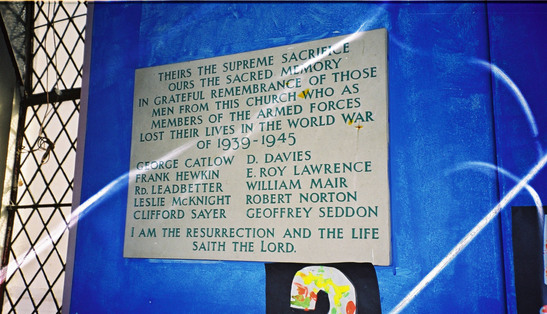 THEIRS THE SUPREME SACRIFICE
OURS THE SACRED MEMORY
IN GRATEFUL REMEMBRANCE OF THOSE
MEN FROM THIS CHURCH WHO AS
MEMBERS OF THE ARMED FORCES
LOST THEIR LIVES IN THE WORLD WAR
OF 1939-1945
GEORGE CATLOW D. DAVIES
FRANK HEWKIN E. ROY LAWRENCE
RD. LEADBETTER WILLIAM MAIR
LESLIE McKNIGHT ROBERT NORTON
CLIFFORD SAYER GEOFFREY SEDDON
I AM THE RESURRECTION AND THE LIFE
SAITH THE LORD.
2